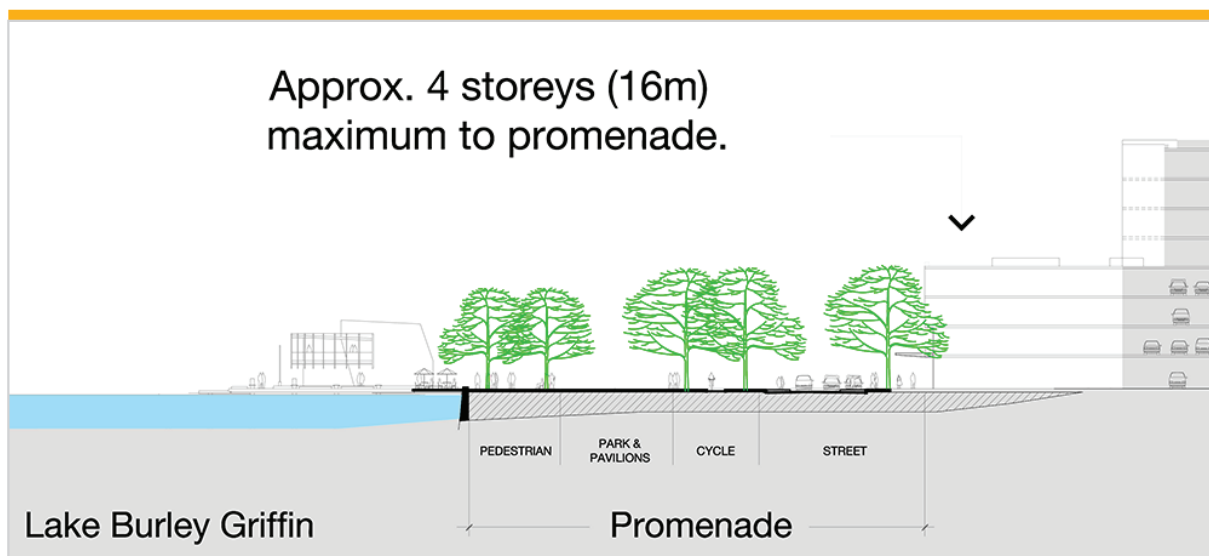 Approx. 4 storeys (16m)
maximum to promenade.
PEDESTRIAN
PARK &
PAVILIONS
CYCLE
STREET
Lake Burley Griffin
Promenade